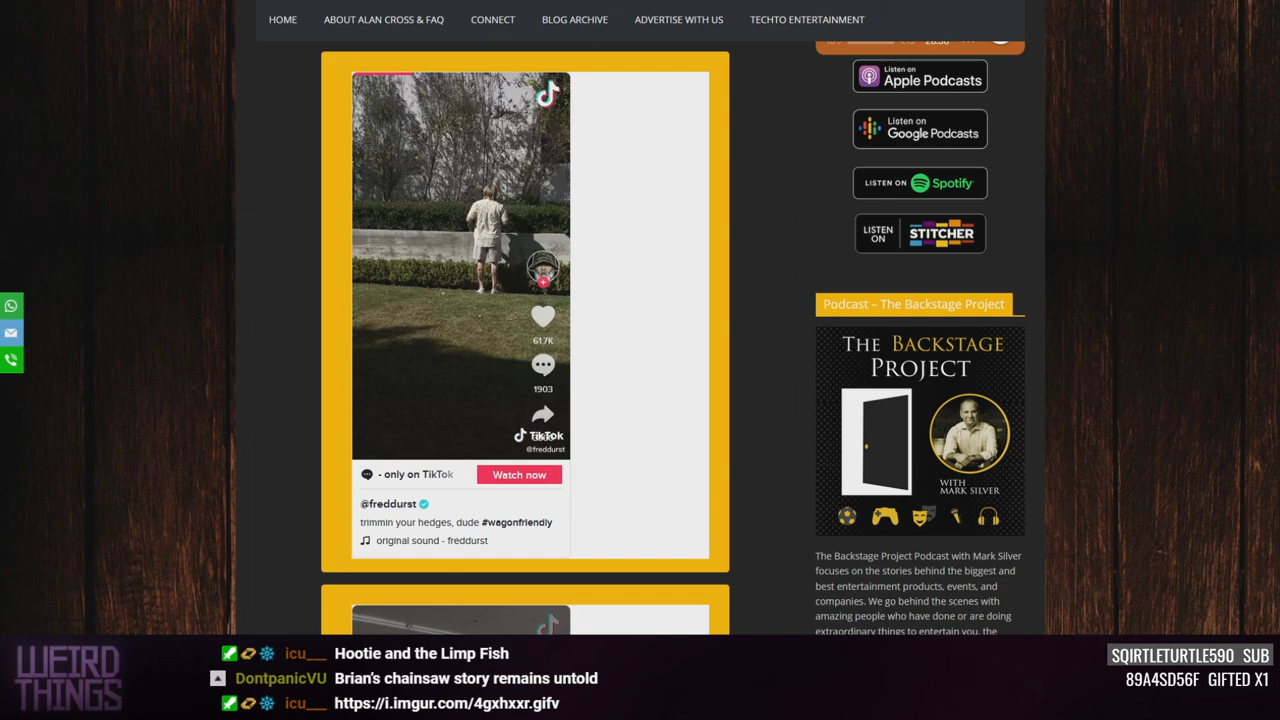 HOME ABOUT ALAN CROSS & FAQ CONNECT BLOG ARCHIVE ADVERTISE WITH US TECHTO ENTERTAINMENT
61.7K
1903
TikTok
@freddurst
- only on TikTok
Watch now
@freddurst
trimmin your hedges, dude #wagonfriendly
original sound - freddurst
Listen on
Apple Podcasts
Listen on
Google Podcasts
LISTEN ON Spotify
LISTEN
ON
STITCHER
Podcast – The Backstage Project
THE BACKSTAGE
PROJECT
WITH
MARK SILVER
The Backstage Project Podcast with Mark Silver
focuses on the stories behind the biggest and
best entertainment products, events, and
companies. We go behind the scenes with
amazing people who have done or are doing
extraordinary things to entertain you, the
WEIRD
THINGS
icu___ Hootie and the Limp Fish
DontpanicVU Brian's chainsaw story remains untold
icu___ https://i.imgur.com/4gxhxxr.gifv
SQIRTLETURTLE590 SUB
89A4SD56F GIFTED X1